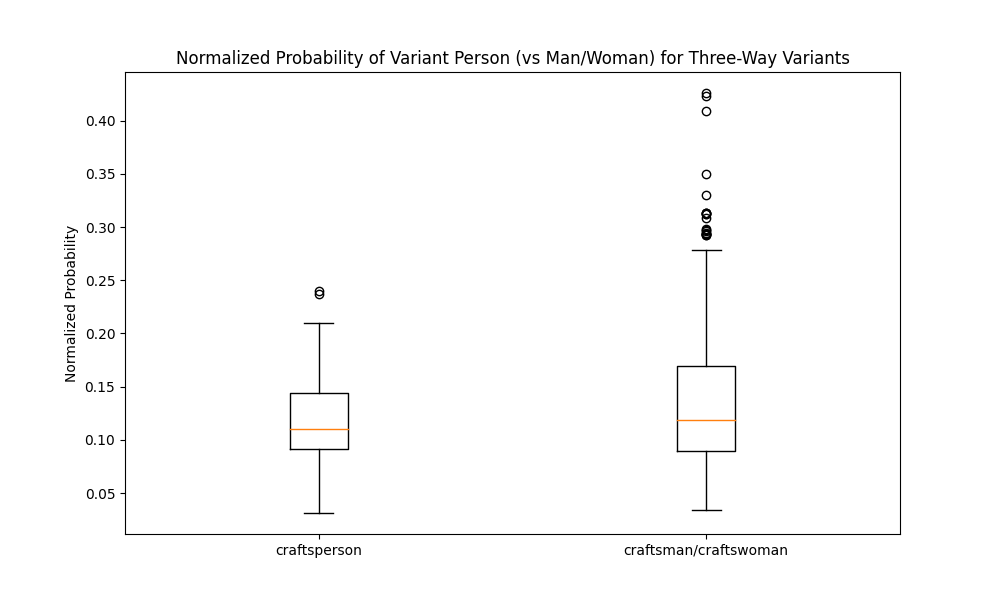 Normalized Probability of Variant Person (vs Man/Woman) for Three-Way Variants
Normalized Probability
0.40
0.35
0.30
0.25
0.20
0.15
0.10
0.05
craftsperson
craftsman/craftswoman